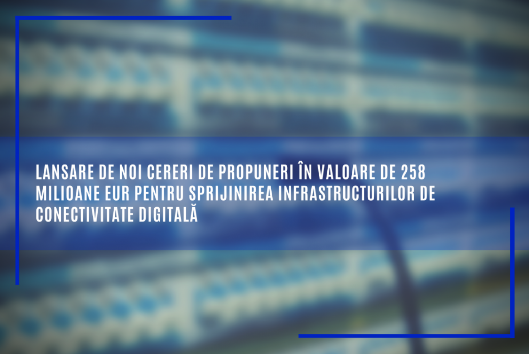 LANSARE DE NOI CERERI DE PROPUNERI ÎN VALOARE DE 258
MILIOANE EUR PENTRU SPRIJINIREA INFRASTRUCTURILOR DE
CONECTIVITATE DIGITALĂ